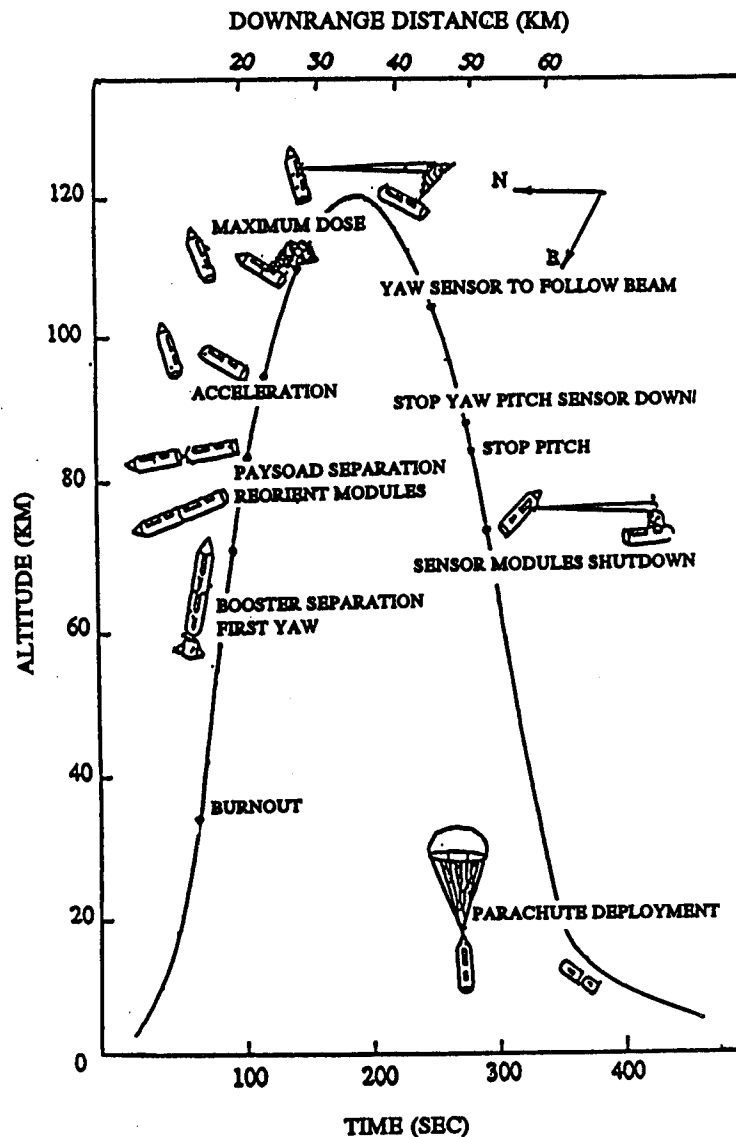 DOWNRANGE DISTANCE (KM)
20 30 40 50 60
120
N
MAXIMUM DOSE
E
YAW SENSOR TO FOLLOW BEAM
100
ACCELERATION
STOP YAW PITCH SENSOR DOWN
STOP PITCH
PAYSOAD SEPARATION
REORIENT MODULES
80
SENSOR MODULES SHUTDOWN
BOOSTER SEPARATION
FIRST YAW
60
ALTITUDE (KM)
40
BURNOUT
PARACHUTE DEPLOYMENT
20
0
100 200 300 400
TIME (SEC)